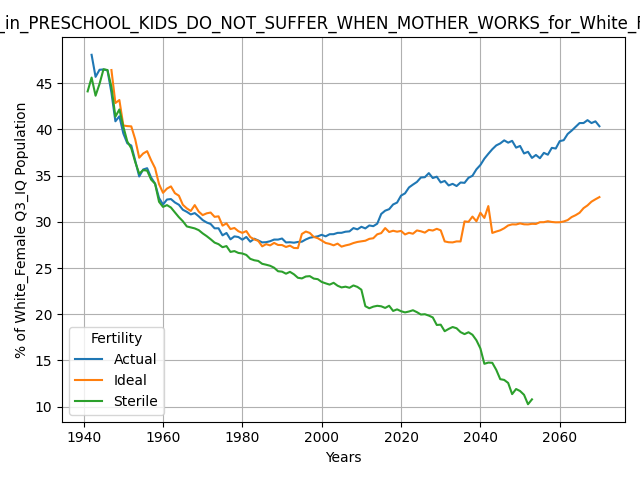 _in_PRESCHOOL_KIDS_DO_NOT_SUFFER_WHEN_MOTHER_WORKS_for_White_F
% of White_Female Q3_IQ Population
45
40
35
30
25
20
15
10
Fertility
Actual
Ideal
Sterile
1940
1960
1980
2000
2020
2040
2060
Years